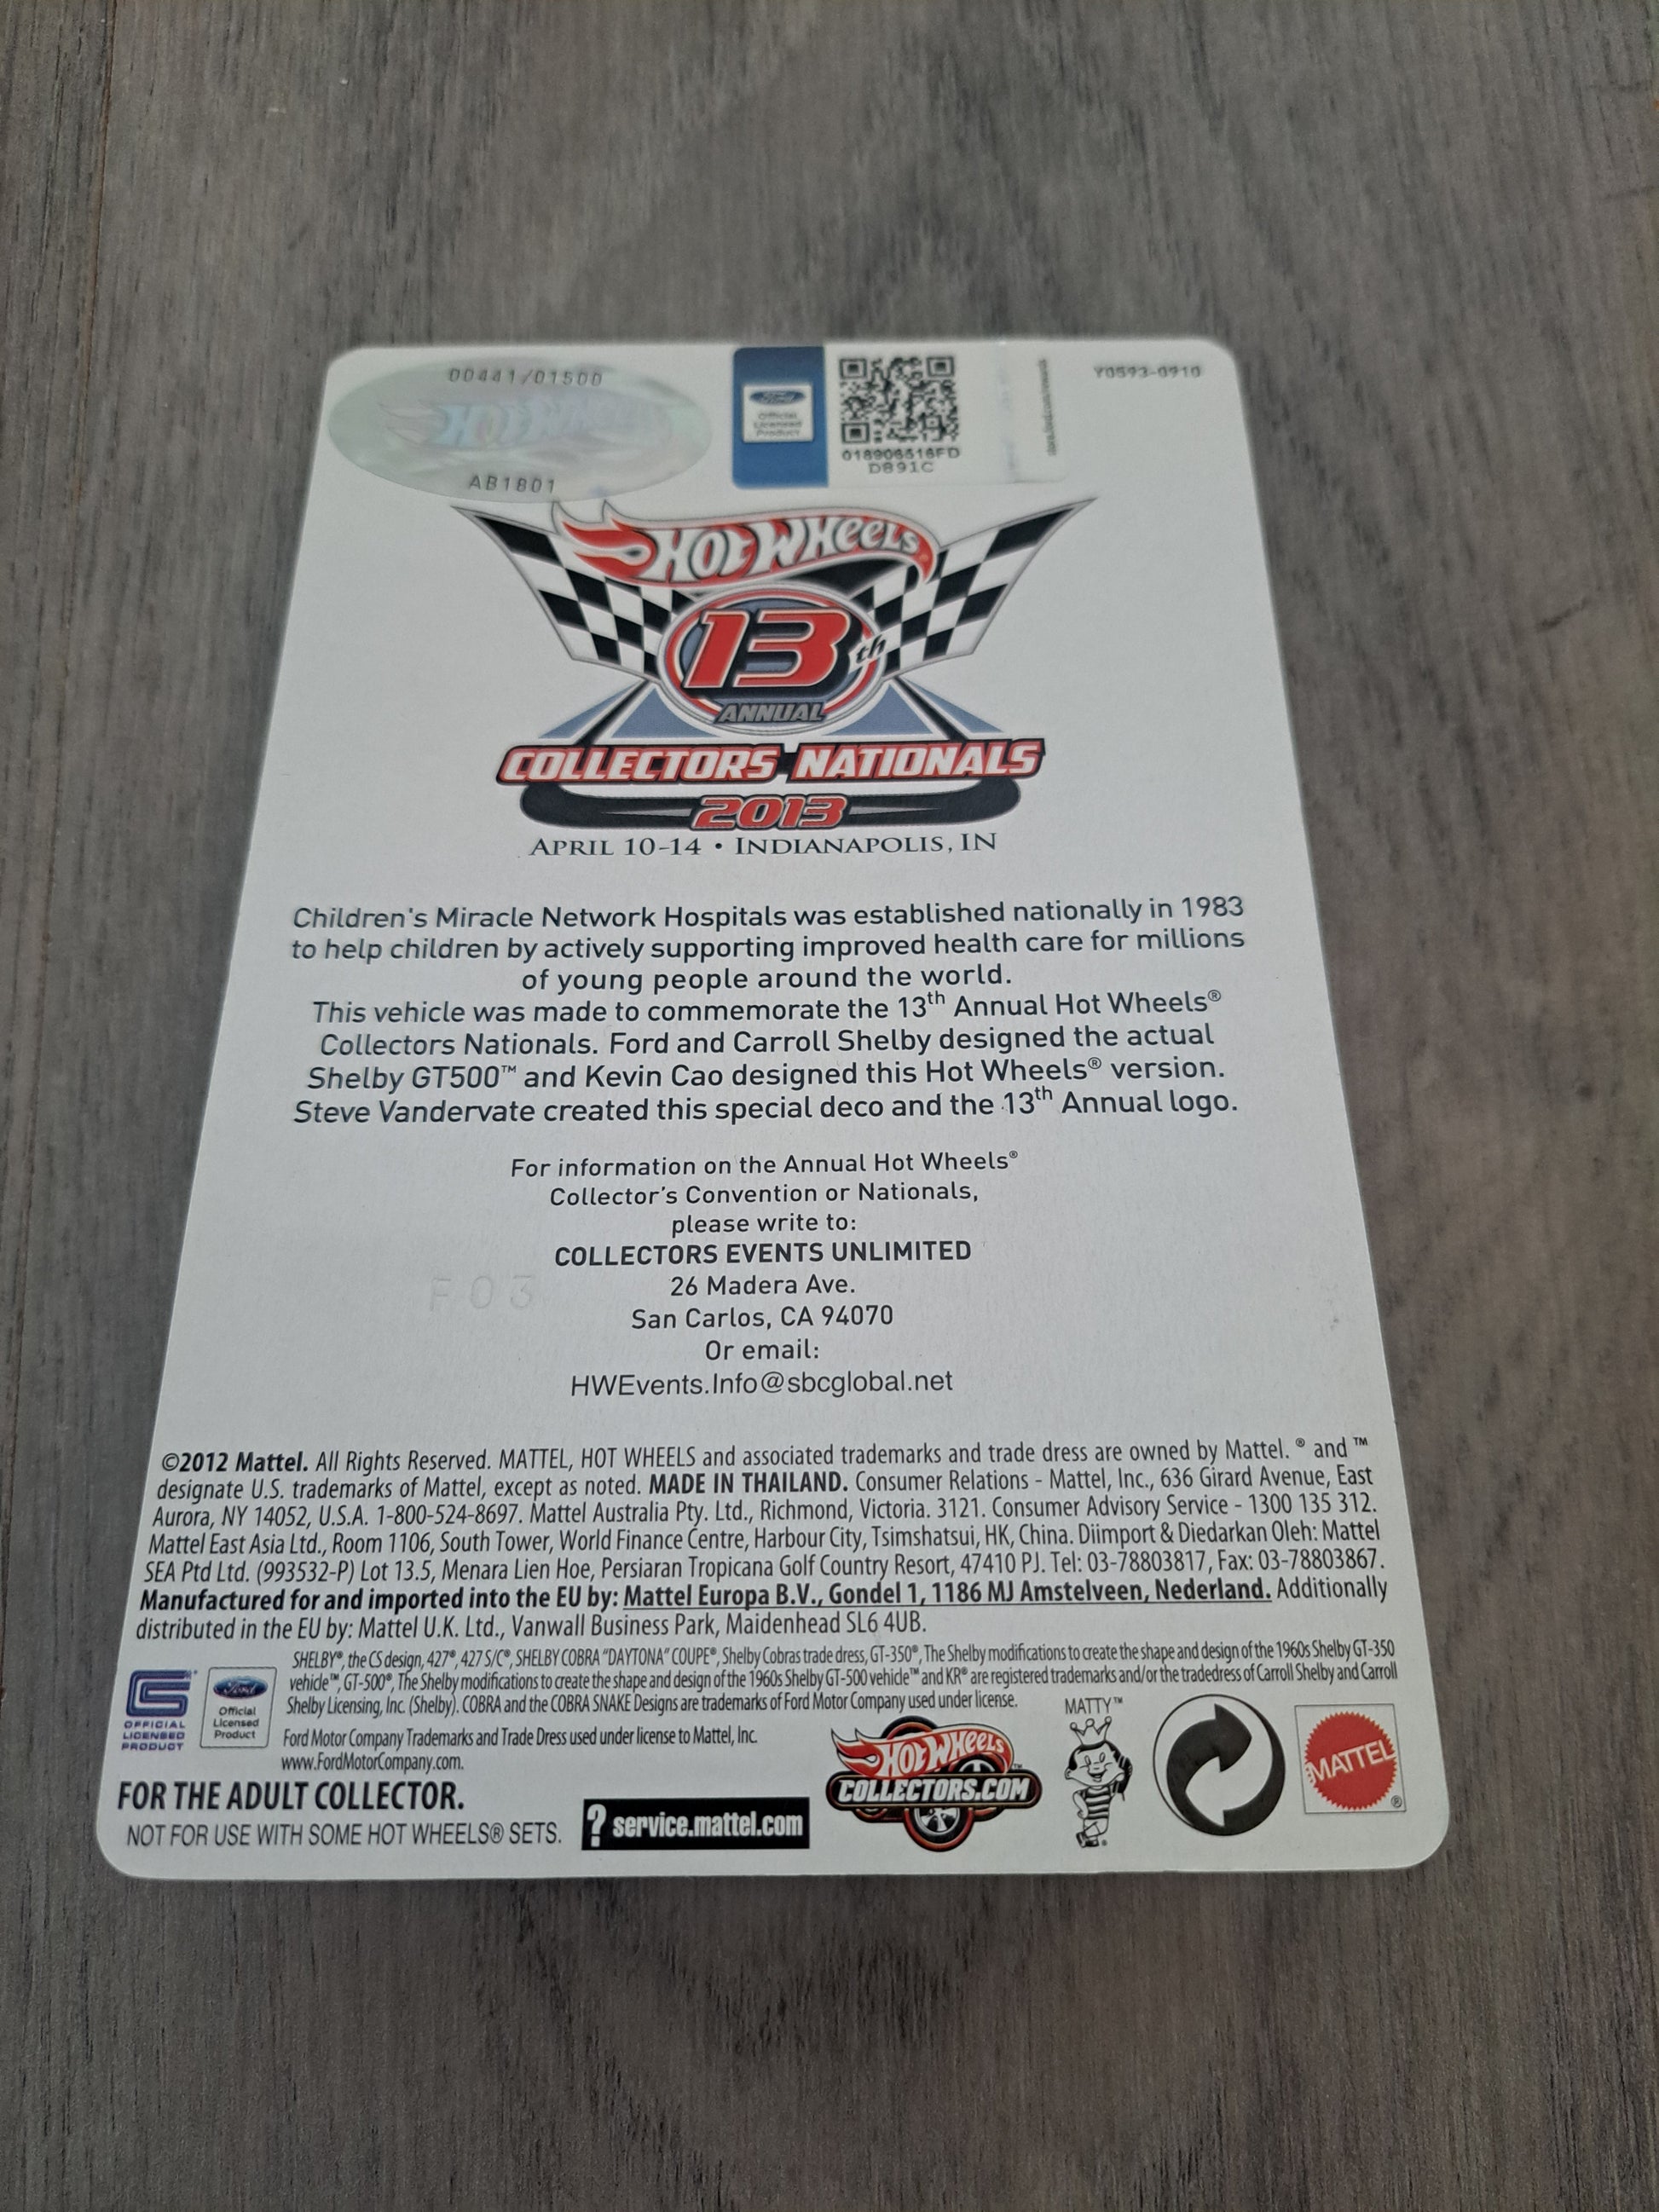 00441/01500
HOT WHEELS
AB1801
Ford
Official
Licensed
Product
018906516FD
D891C
Y0593-0910
HOT WHEELS
13th
ANNUAL
COLLECTORS NATIONALS
2013
APRIL 10-14 • INDIANAPOLIS, IN
Children's Miracle Network Hospitals was established nationally in 1983
to help children by actively supporting improved health care for millions
of young people around the world.
This vehicle was made to commemorate the 13th Annual Hot Wheels®
Collectors Nationals. Ford and Carroll Shelby designed the actual
Shelby GT500™ and Kevin Cao designed this Hot Wheels® version.
Steve Vandervate created this special deco and the 13th Annual logo.
For information on the Annual Hot Wheels®
Collector's Convention or Nationals,
please write to:
COLLECTORS EVENTS UNLIMITED
26 Madera Ave.
F03
San Carlos, CA 94070
Or email:
HWEvents.Info@sbcglobal.net
©2012 Mattel. All Rights Reserved. MATTEL, HOT WHEELS and associated trademarks and trade dress are owned by Mattel. ® and ™
designate U.S. trademarks of Mattel, except as noted. MADE IN THAILAND. Consumer Relations - Mattel, Inc., 636 Girard Avenue, East
Aurora, NY 14052, U.S.A. 1-800-524-8697. Mattel Australia Pty. Ltd., Richmond, Victoria. 3121. Consumer Advisory Service - 1300 135 312.
Mattel East Asia Ltd., Room 1106, South Tower, World Finance Centre, Harbour City, Tsimshatsui, HK, China. Diimport & Diedarkan Oleh: Mattel
SEA Ptd Ltd. (993532-P) Lot 13.5, Menara Lien Hoe, Persiaran Tropicana Golf Country Resort, 47410 PJ. Tel: 03-78803817, Fax: 03-78803867.
Manufactured for and imported into the EU by: Mattel Europa B.V., Gondel 1, 1186 MJ Amstelveen, Nederland. Additionally
distributed in the EU by: Mattel U.K. Ltd., Vanwall Business Park, Maidenhead SL6 4UB.
SHELBY®, the CS design, 427®, 427 S/C®, SHELBY COBRA "DAYTONA" COUPE®, Shelby Cobras trade dress, GT-350®, The Shelby modifications to create the shape and design of the 1960s Shelby GT-350
vehicle™, GT-500®, The Shelby modifications to create the shape and design of the 1960s Shelby GT-500 vehicle™ and KR® are registered trademarks and/or the tradedress of Carroll Shelby and Carroll
Shelby Licensing, Inc. (Shelby). COBRA and the COBRA SNAKE Designs are trademarks of Ford Motor Company used under license.
CS
OFFICIAL
LICENSED
PRODUCT
Ford
Official
Licensed
Product
Ford Motor Company Trademarks and Trade Dress used under license to Mattel, Inc.
www.FordMotorCompany.com.
FOR THE ADULT COLLECTOR.
NOT FOR USE WITH SOME HOT WHEELS® SETS.
? service.mattel.com
HOT WHEELS™
COLLECTORS.COM
MATTY™
MATTEL®